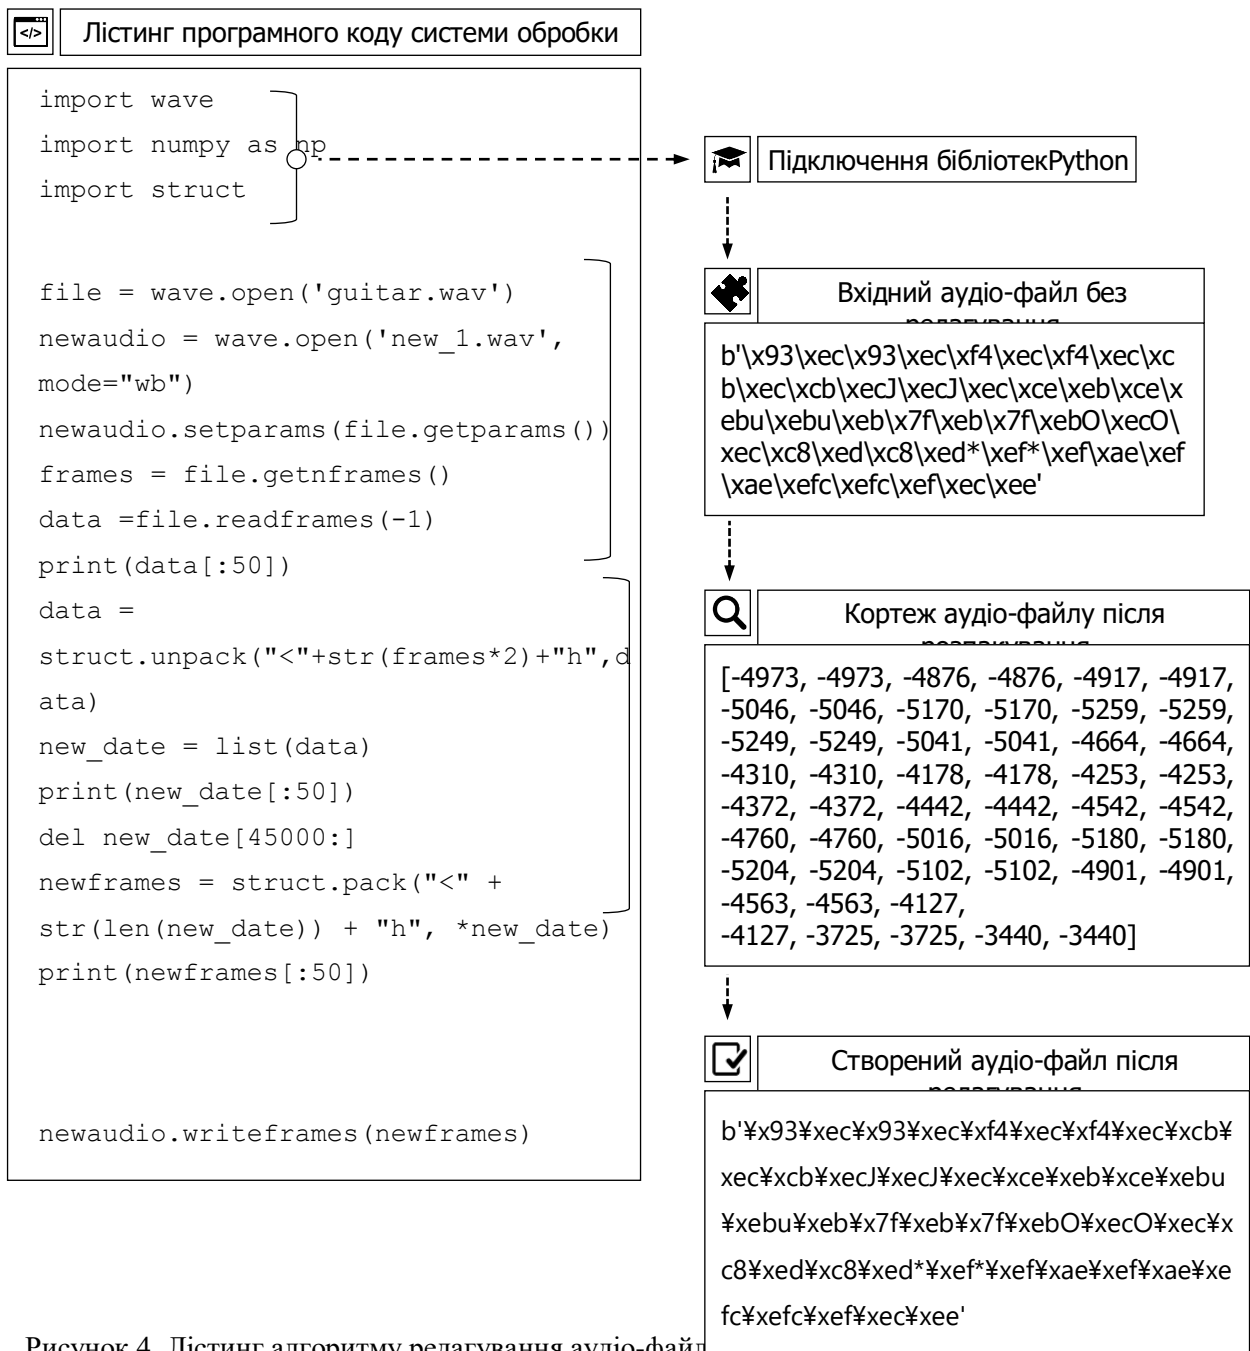 </>
Лістинг програмного коду системи обробки
import wave
import numpy as np
import struct
file = wave.open('guitar.wav')
newaudio = wave.open('new_1.wav',
mode="wb")
newaudio.setparams(file.getparams())
frames = file.getnframes()
data =file.readframes(-1)
print(data[:50])
data =
struct.unpack("<"+str(frames*2)+"h",d
ata)
new_date = list(data)
print(new_date[:50])
del new_date[45000:]
newframes = struct.pack("<" +
str(len(new_date)) + "h", *new_date)
print(newframes[:50])
newaudio.writeframes(newframes)
Підключення бібліотекPython
Вхідний аудіо-файл без
редагування
b'\x93\xec\x93\xec\xf4\xec\xf4\xec\xc
b\xec\xcb\xecJ\xecJ\xec\xce\xeb\xce\x
ebu\xebu\xeb\x7f\xeb\x7f\xebO\xecO\
xec\xc8\xed\xc8\xed*\xef*\xef\xae\xef
\xae\xefc\xefc\xef\xec\xee'
Кортеж аудіо-файлу після
розпакування
[-4973, -4973, -4876, -4876, -4917, -4917,
-5046, -5046, -5170, -5170, -5259, -5259,
-5249, -5249, -5041, -5041, -4664, -4664,
-4310, -4310, -4178, -4178, -4253, -4253,
-4372, -4372, -4442, -4442, -4542, -4542,
-4760, -4760, -5016, -5016, -5180, -5180,
-5204, -5204, -5102, -5102, -4901, -4901,
-4563, -4563, -4127,
-4127, -3725, -3725, -3440, -3440]
Створений аудіо-файл після
редагування
b'¥x93¥xec¥x93¥xec¥xf4¥xec¥xf4¥xec¥xcb¥
xec¥xcb¥xecJ¥xecJ¥xec¥xce¥xeb¥xce¥xebu
¥xebu¥xeb¥x7f¥xeb¥x7f¥xebO¥xecO¥xec¥x
c8¥xed¥xc8¥xed*¥xef*¥xef¥xae¥xef¥xae¥xe
fc¥xefc¥xef¥xec¥xee'
Рисунок 4. Лістинг алгоритму редагування аудіо-файл